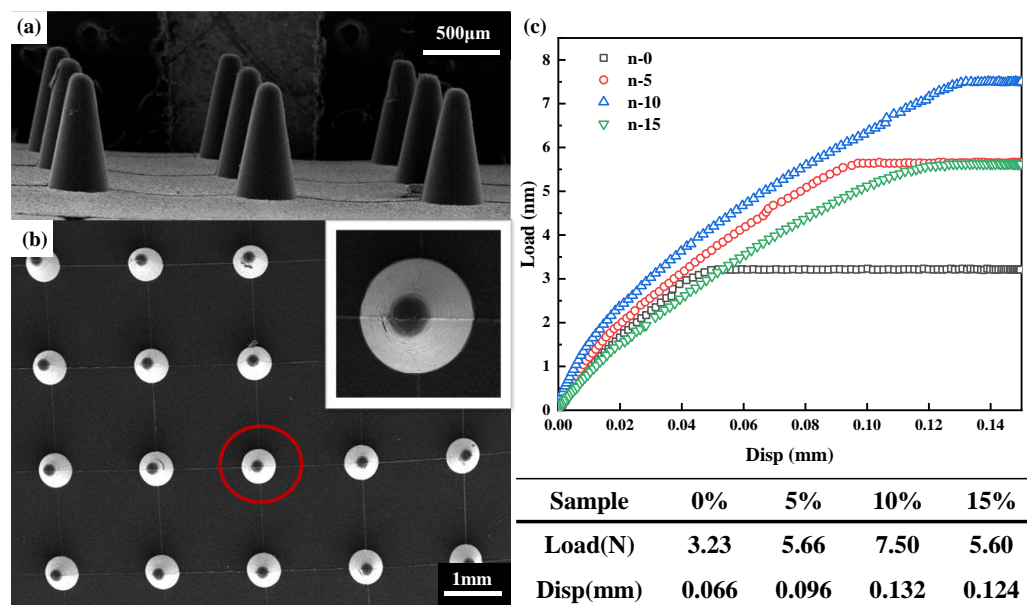 (a)
500μm
(b)
1mm
(c)
Load (nm)
8
7
6
5
4
3
2
1
0
n-0
n-5
n-10
n-15
0.00 0.02 0.04 0.06 0.08 0.10 0.12 0.14
Disp (mm)
Sample 0% 5% 10% 15%
Load(N) 3.23 5.66 7.50 5.60
Disp(mm) 0.066 0.096 0.132 0.124